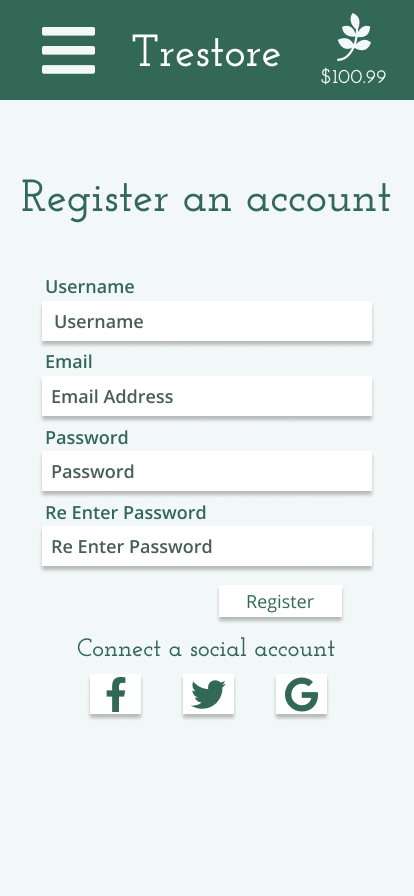 Trestore
$100.99
Register an account
Username
Username
Email
Email Address
Password
Password
Re Enter Password
Re Enter Password
Register
Connect a social account